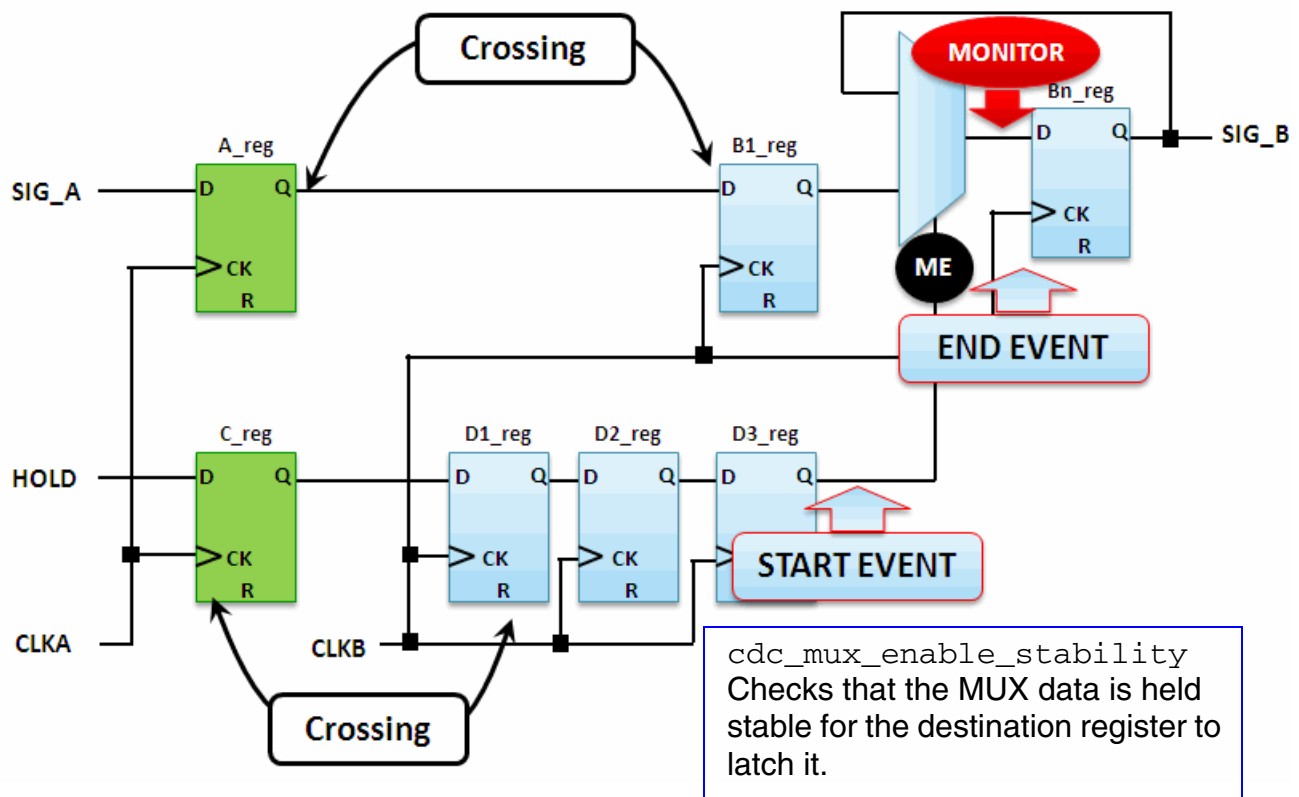 Crossing
MONITOR
Bn_reg
A_reg
B1_reg
D Q
SIG_B
SIG_A
D Q
D Q
CK
R
ME
CK
R
CK
R
END EVENT
C_reg
D1_reg
D2_reg
D3_reg
HOLD
D Q
D Q
D Q
D Q
CK
R
CK
R
CK
R
START EVENT
CLKA
CLKB
Crossing
cdc_mux_enable_stability
Checks that the MUX data is held
stable for the destination register to
latch it.